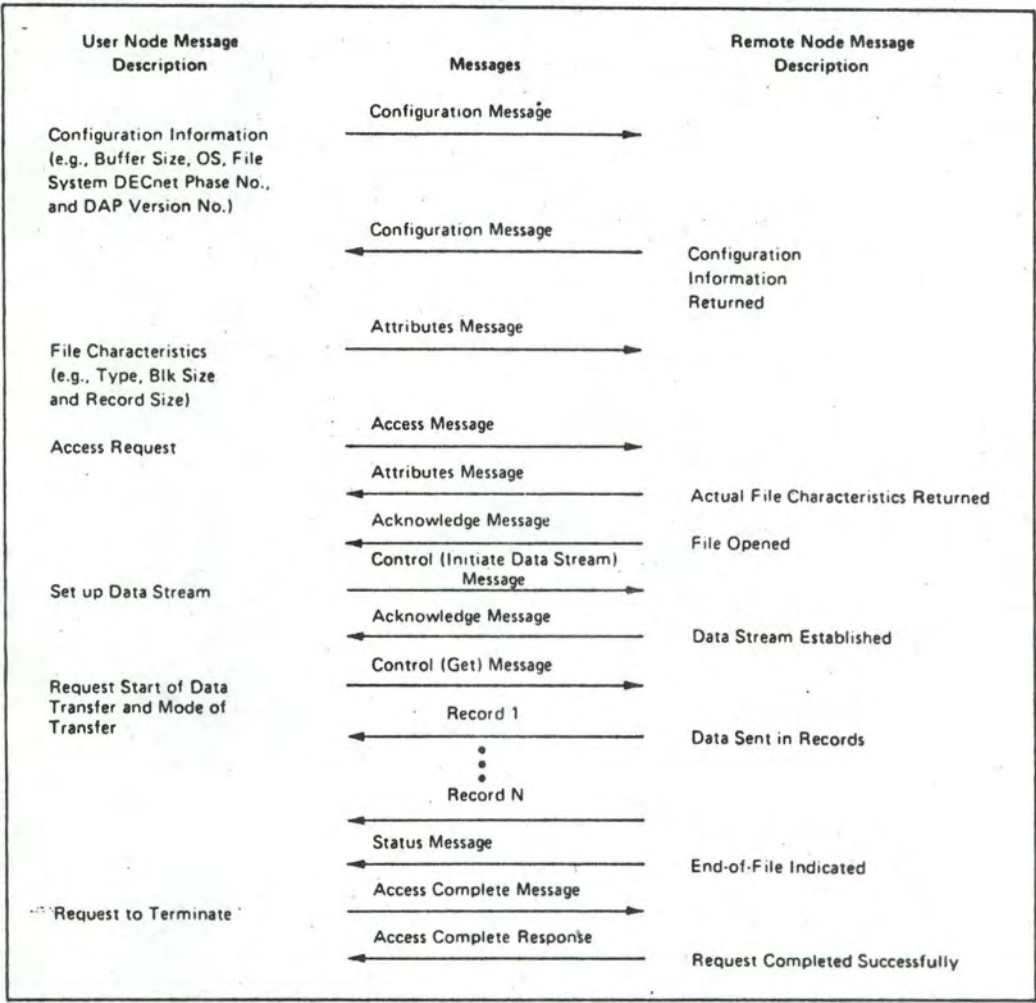 User Node Message
Description
Messages
Remote Node Message
Description
Configuration Message
Configuration Information
(e.g., Buffer Size, OS, File
System DECnet Phase No.,
and DAP Version No.)
Configuration Message
Configuration
Information
Returned
Attributes Message
File Characteristics
(e.g., Type, Blk Size
and Record Size)
Access Message
Access Request
Attributes Message
Actual File Characteristics Returned
Acknowledge Message
File Opened
Control (Initiate Data Stream)
Message
Set up Data Stream
Acknowledge Message
Data Stream Established
Control (Get) Message
Request Start of Data
Transfer and Mode of
Transfer
Record 1
Data Sent in Records
Record N
Status Message
End-of-File Indicated
Access Complete Message
Request to Terminate
Access Complete Response
Request Completed Successfully